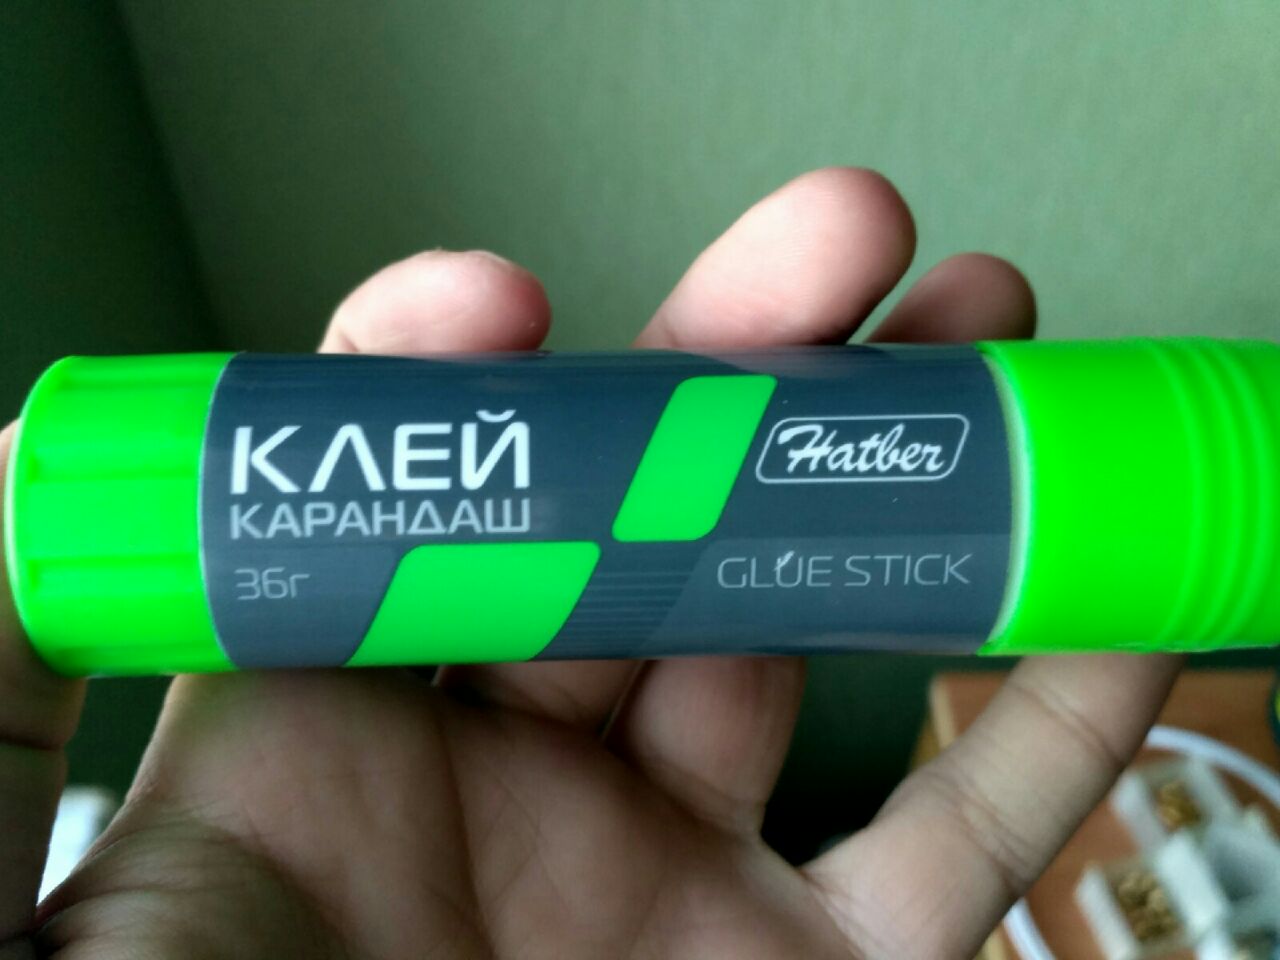 КЛЕЙ
КАРАНДАШ
36г
Hatber
GLUE STICK